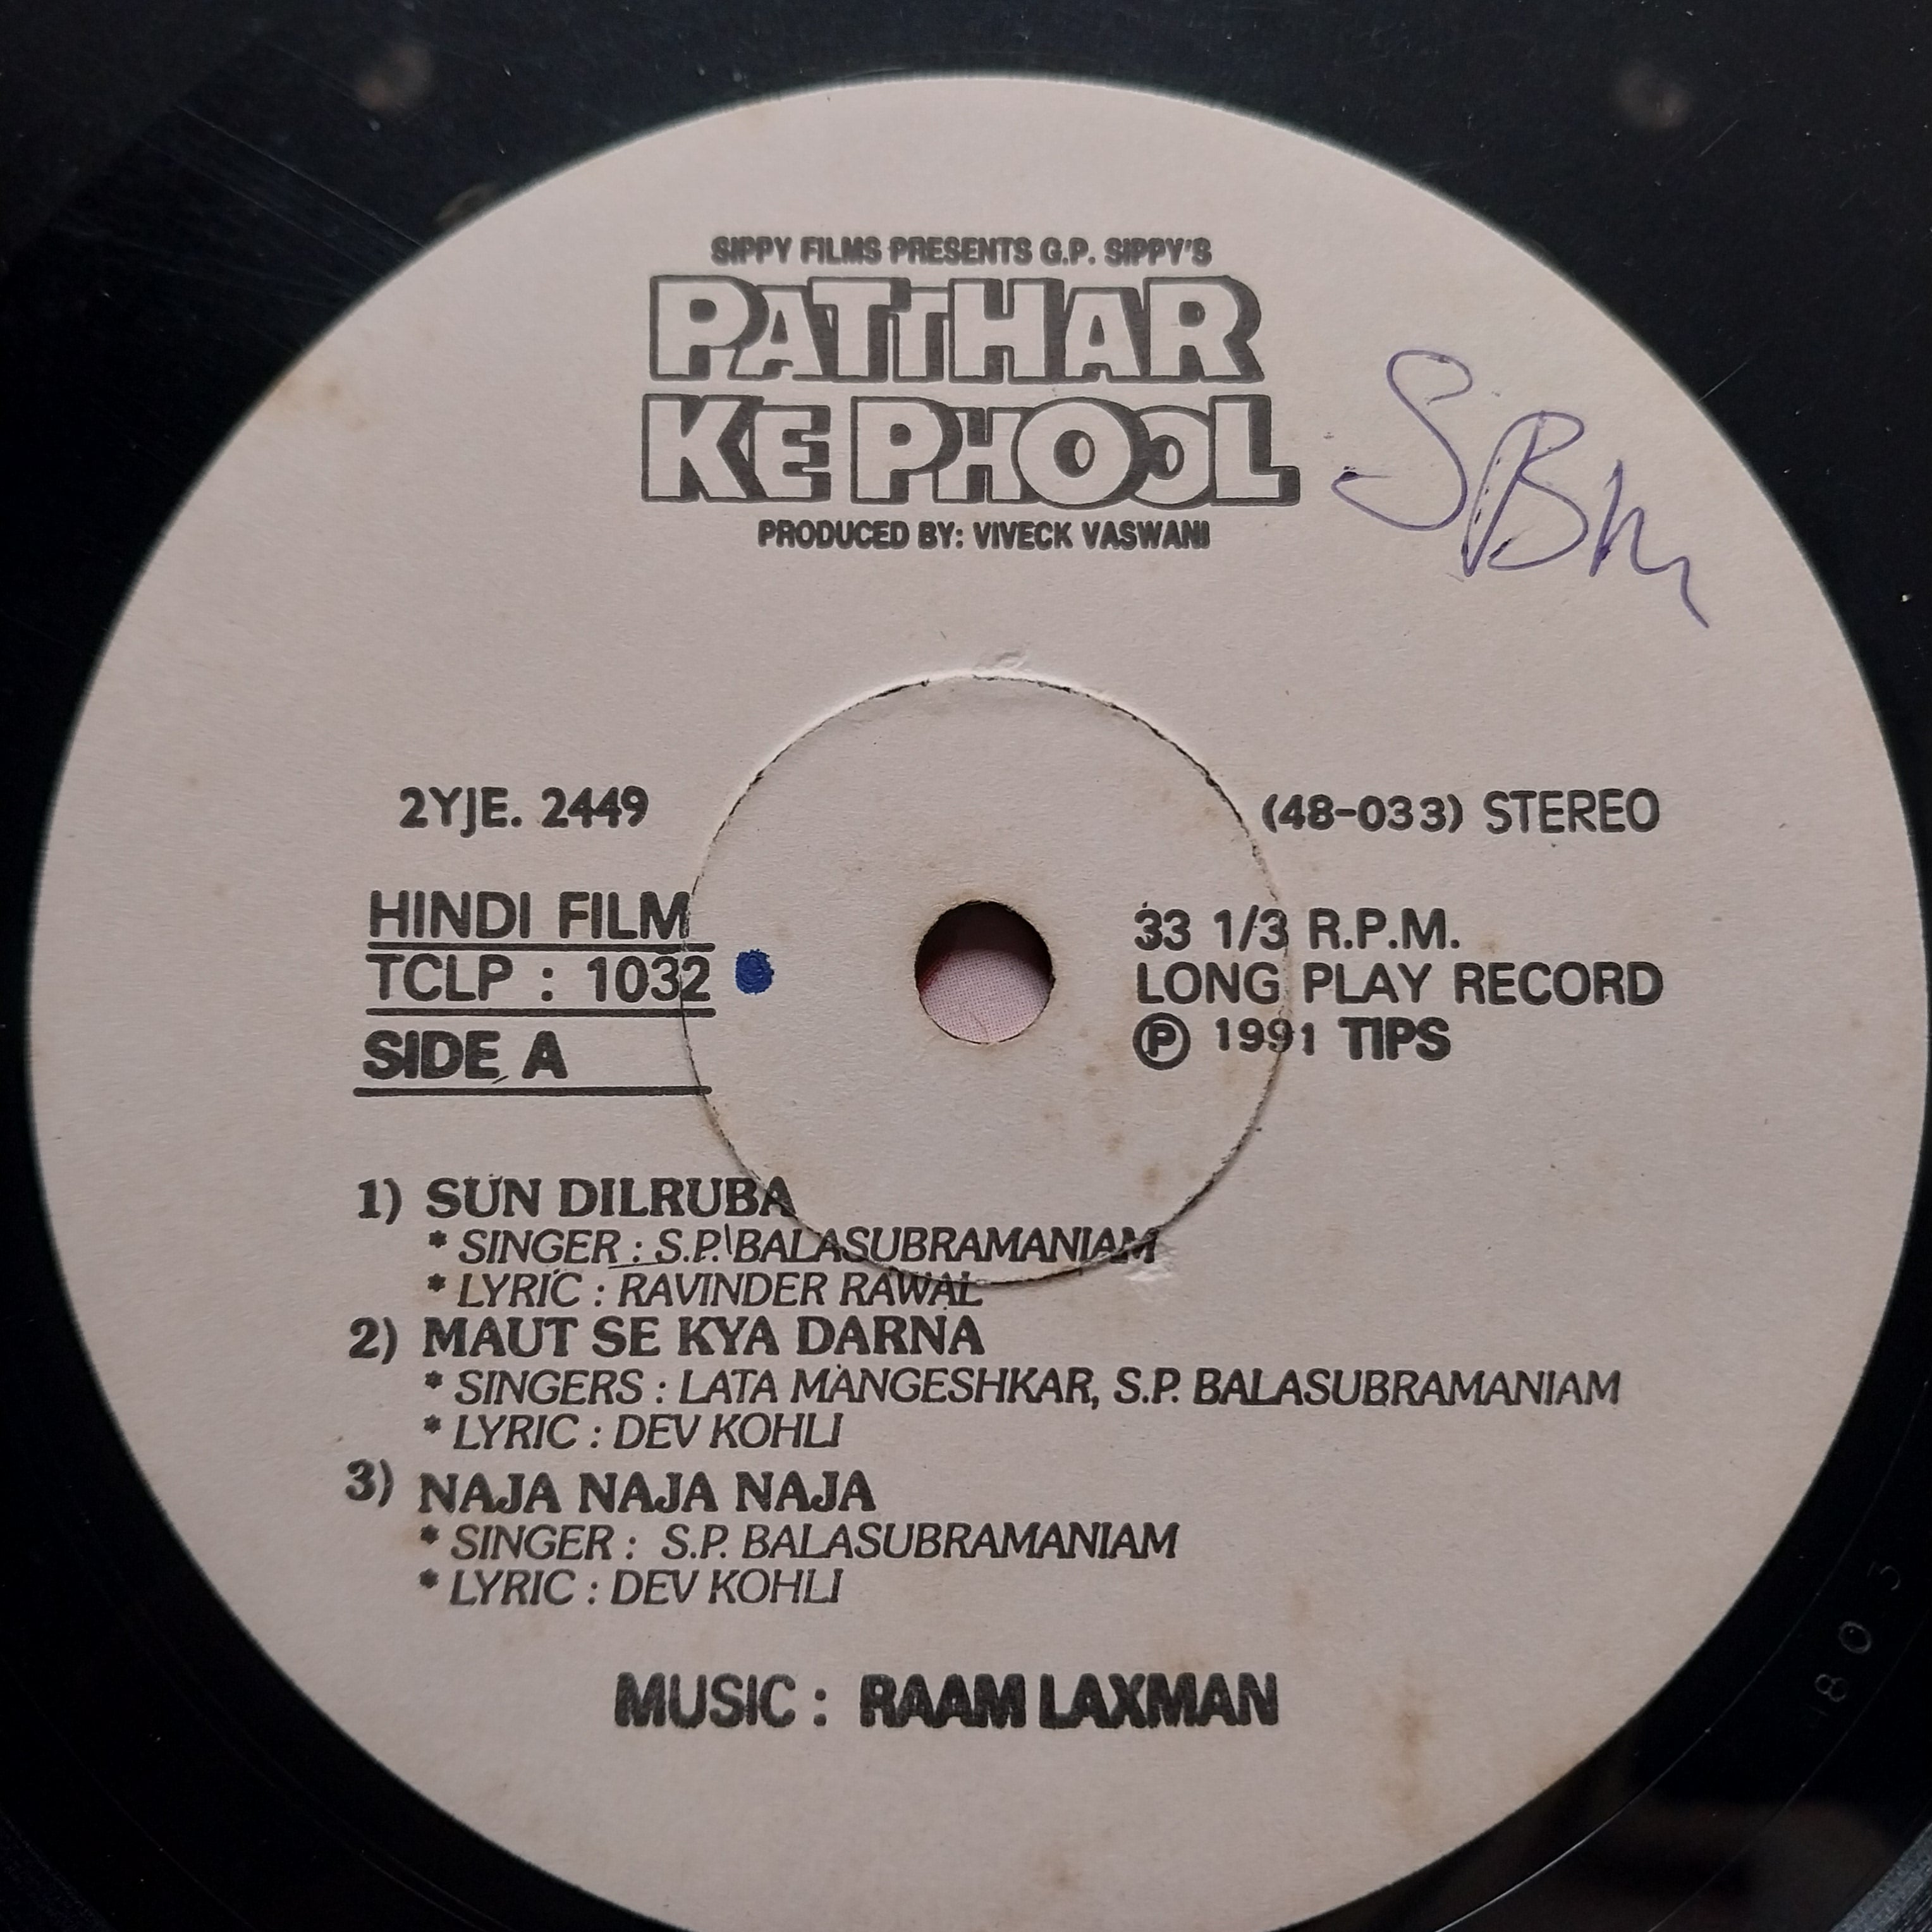 SIPPY FILMS PRESENTS G.P. SIPPY'S
PATTHAR
KE PHOOL
PRODUCED BY: VIVECK VASWANI
2YJE. 2449
(48-033) STEREO
HINDI FILM
TCLP : 1032
SIDE A
33 1/3 R.P.M.
LONG PLAY RECORD
Ⓟ 1991 TIPS
1) SUN DILRUBA
* SINGER : S.P. BALASUBRAMANIAM
* LYRIC : RAVINDER RAWAL
2) MAUT SE KYA DARNA
* SINGERS : LATA MANGESHKAR, S.P. BALASUBRAMANIAM
* LYRIC : DEV KOHLI
3) NAJA NAJA NAJA
* SINGER : S.P. BALASUBRAMANIAM
* LYRIC : DEV KOHLI
MUSIC : RAAM LAXMAN